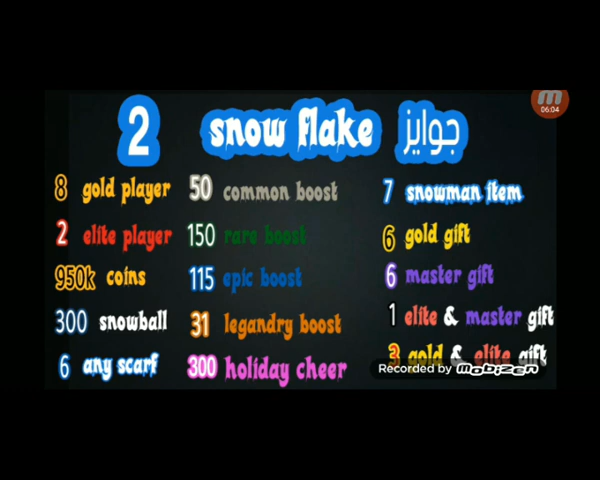 2 snow flake جوايز
06:04
8 gold player
2 elite player
950k coins
300 snowball
6 any scarf
50 common boost
150 rare boost
115 epic boost
31 legandry boost
300 holiday cheer
7 snowman item
6 gold gift
6 master gift
1 elite & master gift
3 gold & elite gift
Recorded by mobizen